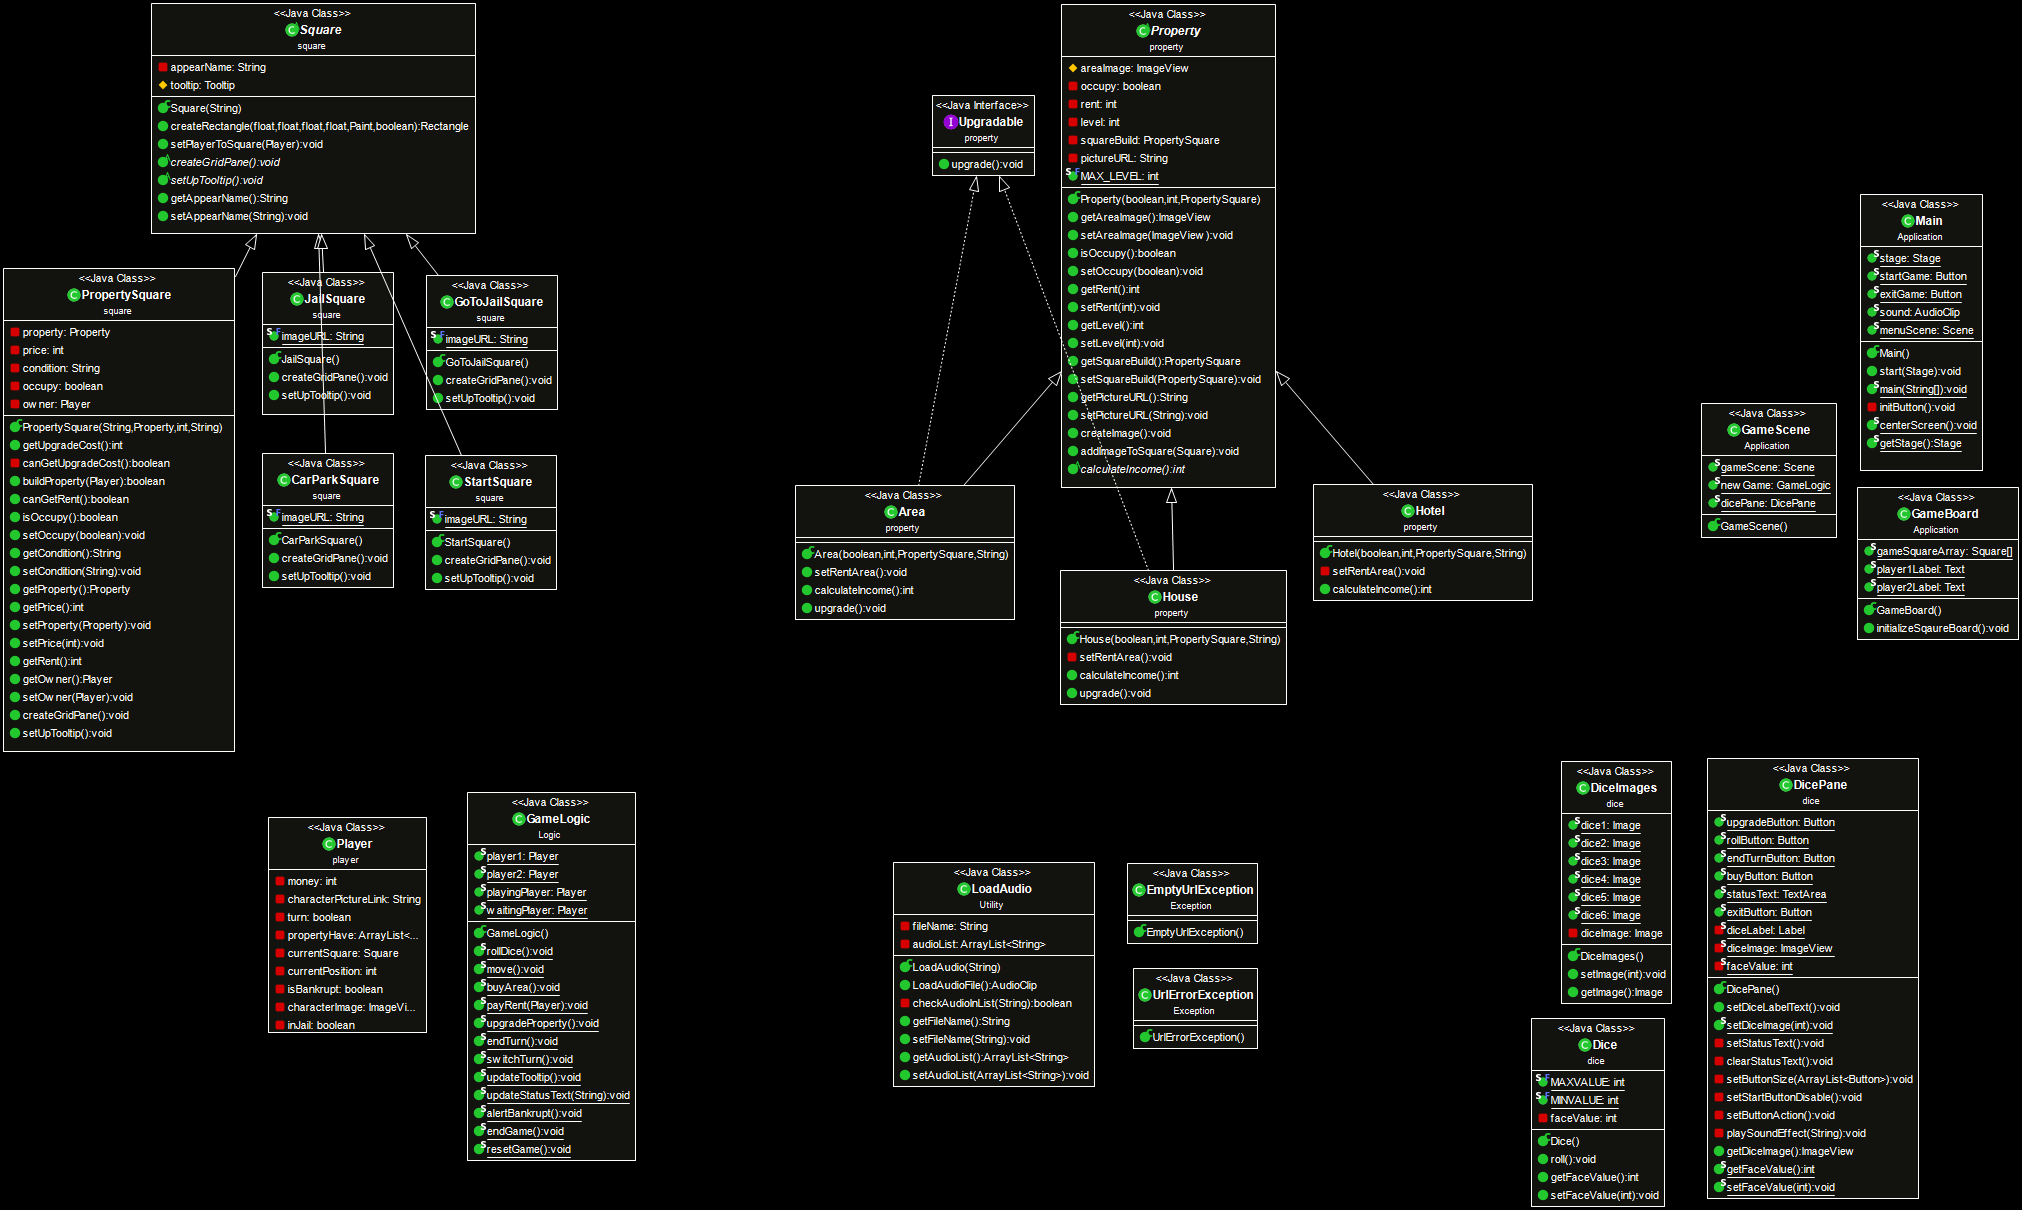 <<Java Class>>
Square
square
appearName: String
tooltip: Tooltip
Square(String)
createRectangle(float,float,float,float,Paint,boolean):Rectangle
setPlayerToSquare(Player):void
createGridPane():void
setUpTooltip():void
getAppearName():String
setAppearName(String):void
<<Java Class>>
PropertySquare
square
property: Property
price: int
condition: String
occupy: boolean
owner: Player
PropertySquare(String,Property,int,String)
getUpgradeCost():int
canGetUpgradeCost():boolean
buildProperty(Player):boolean
canGetRent():boolean
isOccupy():boolean
setOccupy(boolean):void
getCondition():String
setCondition(String):void
getProperty():Property
getPrice():int
setProperty(Property):void
setPrice(int):void
getRent():int
getOwner():Player
setOwner(Player):void
createGridPane():void
setUpTooltip():void
<<Java Class>>
JailSquare
square
imageURL: String
JailSquare()
createGridPane():void
setUpTooltip():void
<<Java Class>>
GoToJailSquare
square
imageURL: String
GoToJailSquare()
createGridPane():void
setUpTooltip():void
<<Java Class>>
CarParkSquare
square
imageURL: String
CarParkSquare()
createGridPane():void
setUpTooltip():void
<<Java Class>>
StartSquare
square
imageURL: String
StartSquare()
createGridPane():void
setUpTooltip():void
<<Java Interface>>
Upgradable
property
upgrade():void
<<Java Class>>
Property
property
areaImage: ImageView
occupy: boolean
rent: int
level: int
squareBuild: PropertySquare
pictureURL: String
MAX_LEVEL: int
Property(boolean,int,PropertySquare)
getAreaImage():ImageView
setAreaImage(ImageView):void
isOccupy():boolean
setOccupy(boolean):void
getRent():int
setRent(int):void
getLevel():int
setLevel(int):void
getSquareBuild():PropertySquare
setSquareBuild(PropertySquare):void
getPictureURL():String
setPictureURL(String):void
createImage():void
addImageToSquare(Square):void
calculateIncome():int
<<Java Class>>
Area
property
Area(boolean,int,PropertySquare,String)
setRentArea():void
calculateIncome():int
upgrade():void
<<Java Class>>
House
property
House(boolean,int,PropertySquare,String)
setRentArea():void
calculateIncome():int
upgrade():void
<<Java Class>>
Hotel
property
Hotel(boolean,int,PropertySquare,String)
setRentArea():void
calculateIncome():int
<<Java Class>>
Main
Application
stage: Stage
startGame: Button
exitGame: Button
sound: AudioClip
menuScene: Scene
Main()
start(Stage):void
main(String[]):void
initButton():void
centerScreen():void
getStage():Stage
<<Java Class>>
GameScene
Application
gameScene: Scene
newGame: GameLogic
dicePane: DicePane
GameScene()
<<Java Class>>
GameBoard
Application
gameSquareArray: Square[]
player1Label: Text
player2Label: Text
GameBoard()
initializeSqaureBoard():void
<<Java Class>>
Player
player
money: int
characterPictureLink: String
turn: boolean
propertyHave: ArrayList<...
currentSquare: Square
currentPosition: int
isBankrupt: boolean
characterImage: ImageVi...
inJail: boolean
<<Java Class>>
GameLogic
Logic
player1: Player
player2: Player
playingPlayer: Player
waitingPlayer: Player
GameLogic()
rollDice():void
move():void
buyArea():void
payRent(Player):void
upgradeProperty():void
endTurn():void
switchTurn():void
updateTooltip():void
updateStatusText(String):void
alertBankrupt():void
endGame():void
resetGame():void
<<Java Class>>
LoadAudio
Utility
fileName: String
audioList: ArrayList<String>
LoadAudio(String)
LoadAudioFile():AudioClip
checkAudioInList(String):boolean
getFileName():String
setFileName(String):void
getAudioList():ArrayList<String>
setAudioList(ArrayList<String>):void
<<Java Class>>
EmptyUrlException
Exception
EmptyUrlException()
<<Java Class>>
UrlErrorException
Exception
UrlErrorException()
<<Java Class>>
DiceImages
dice
dice1: Image
dice2: Image
dice3: Image
dice4: Image
dice5: Image
dice6: Image
diceImage: Image
DiceImages()
setImage(int):void
getImage():Image
<<Java Class>>
Dice
dice
MAXVALUE: int
MINVALUE: int
faceValue: int
Dice()
roll():void
getFaceValue():int
setFaceValue(int):void
<<Java Class>>
DicePane
dice
upgradeButton: Button
rollButton: Button
endTurnButton: Button
buyButton: Button
statusText: TextArea
exitButton: Button
diceLabel: Label
diceImage: ImageView
faceValue: int
DicePane()
setDiceLabelText():void
setDiceImage(int):void
setStatusText():void
clearStatusText():void
setButtonSize(ArrayList<Button>):void
setStartButtonDisable():void
setButtonAction():void
playSoundEffect(String):void
getDiceImage():ImageView
getFaceValue():int
setFaceValue(int):void